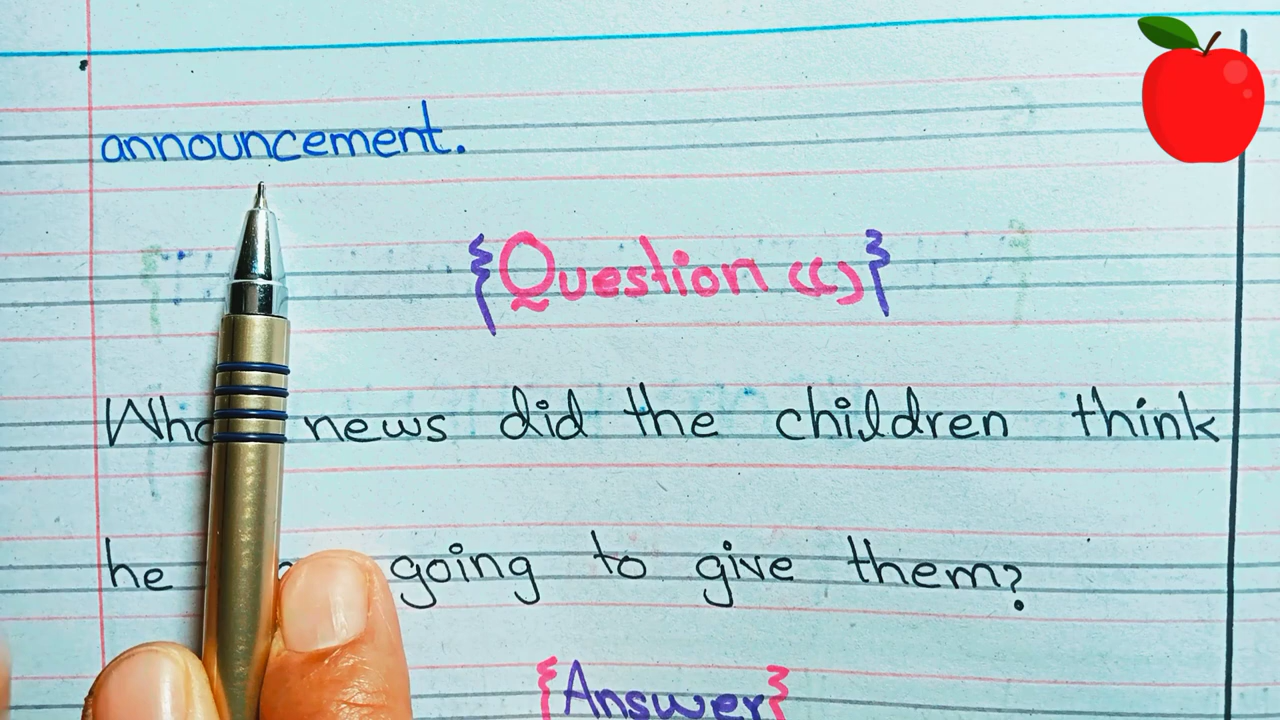 announcement.
{Question (c)}
news did the children think
he going to give them?
{Answer}